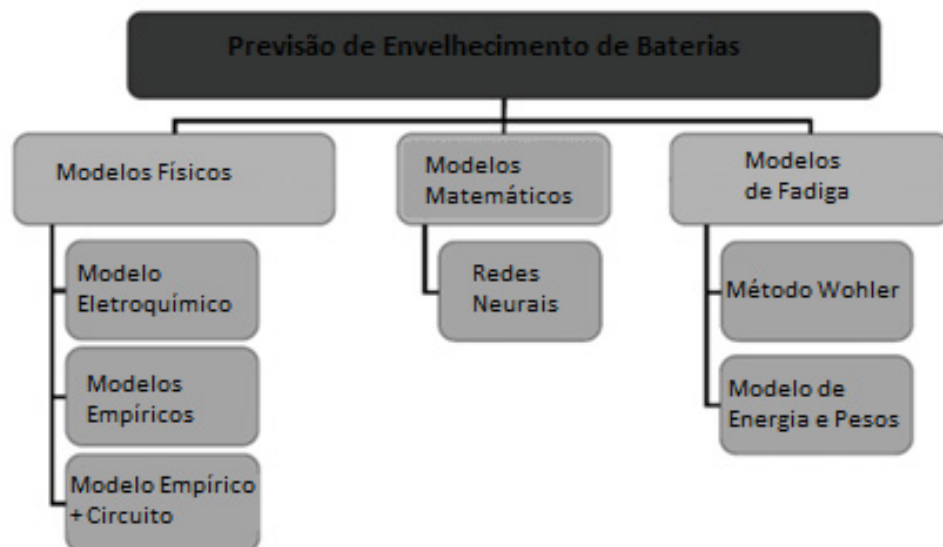 Previsão de Envelhecimento de Baterias
Modelos Físicos
Modelo
Eletroquímico
Modelos
Empíricos
Modelo Empírico
+ Circuito
Modelos
Matemáticos
Redes
Neurais
Modelos
de Fadiga
Método Wohler
Modelo de
Energia e Pesos